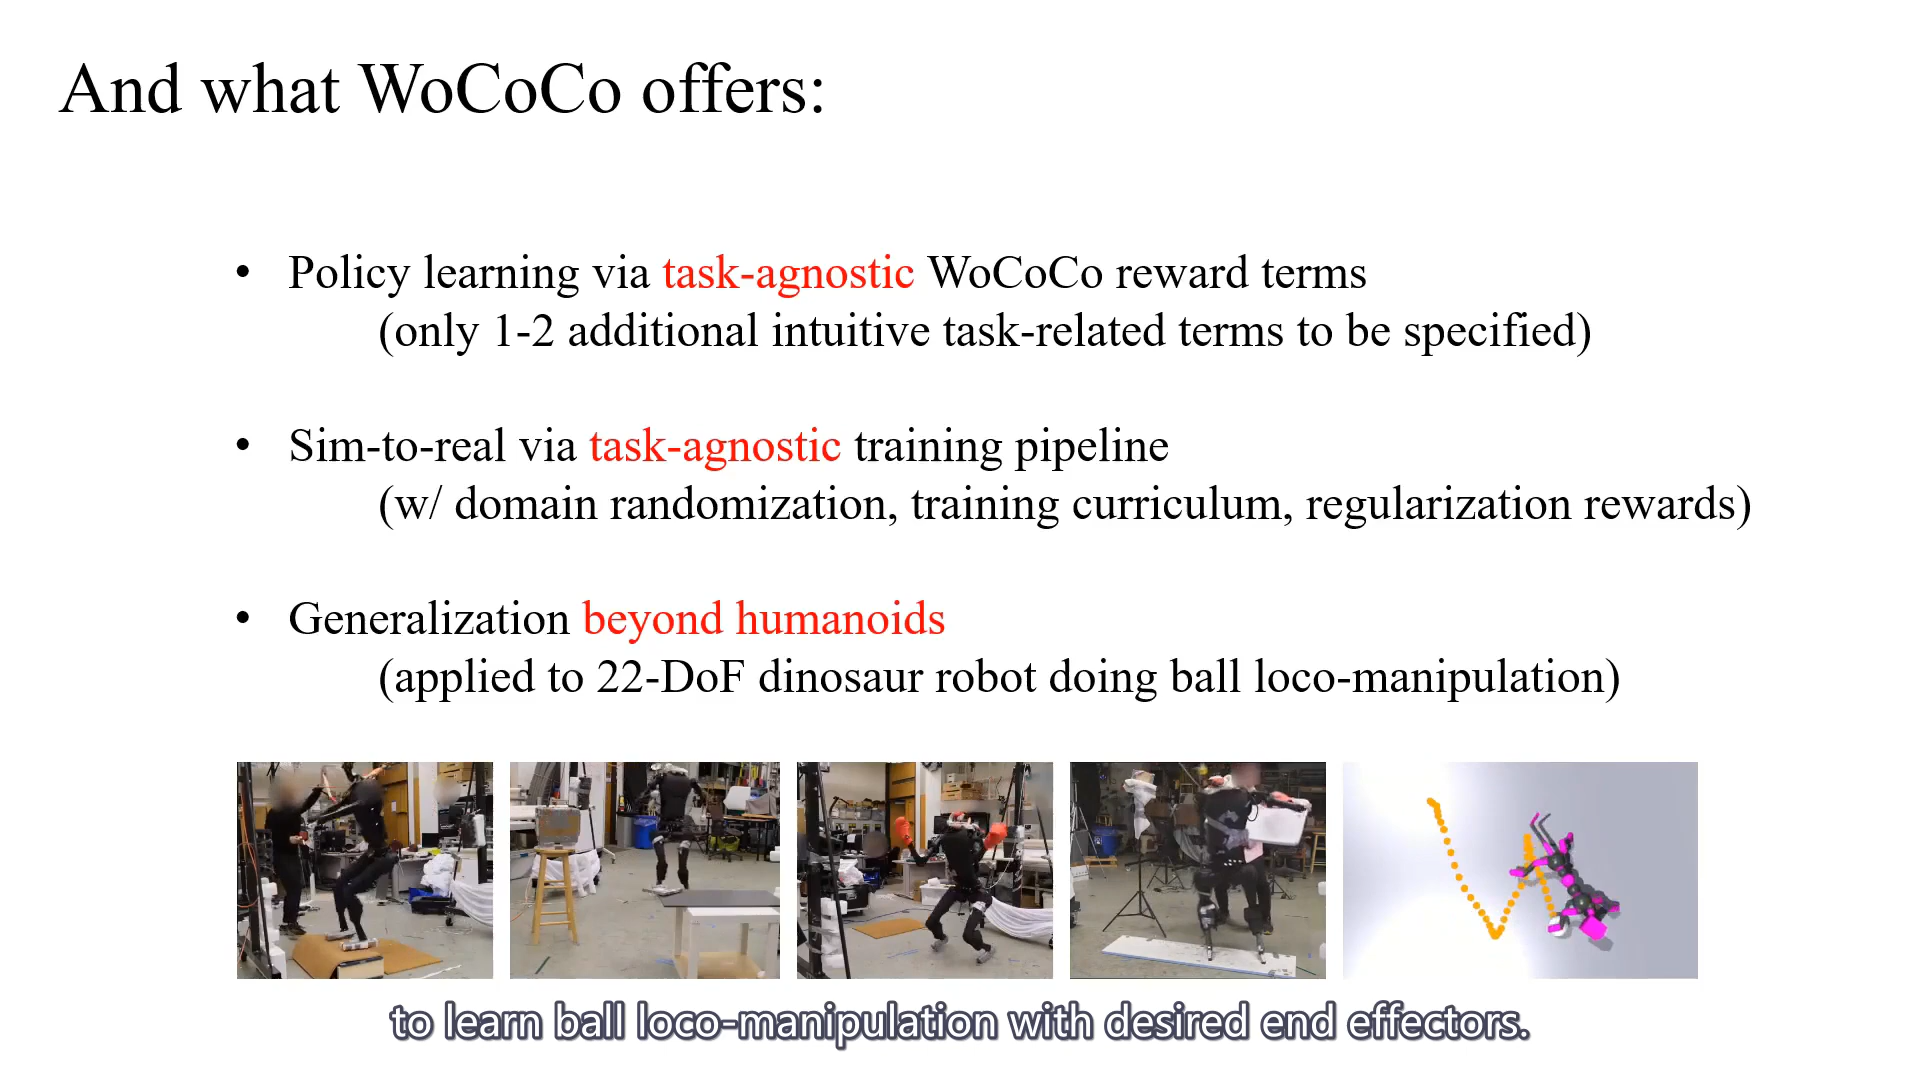 And what WoCoCo offers:
• Policy learning via task-agnostic WoCoCo reward terms
(only 1-2 additional intuitive task-related terms to be specified)
• Sim-to-real via task-agnostic training pipeline
(w/ domain randomization, training curriculum, regularization rewards)
• Generalization beyond humanoids
(applied to 22-DoF dinosaur robot doing ball loco-manipulation)
to learn ball loco-manipulation with desired end effectors.